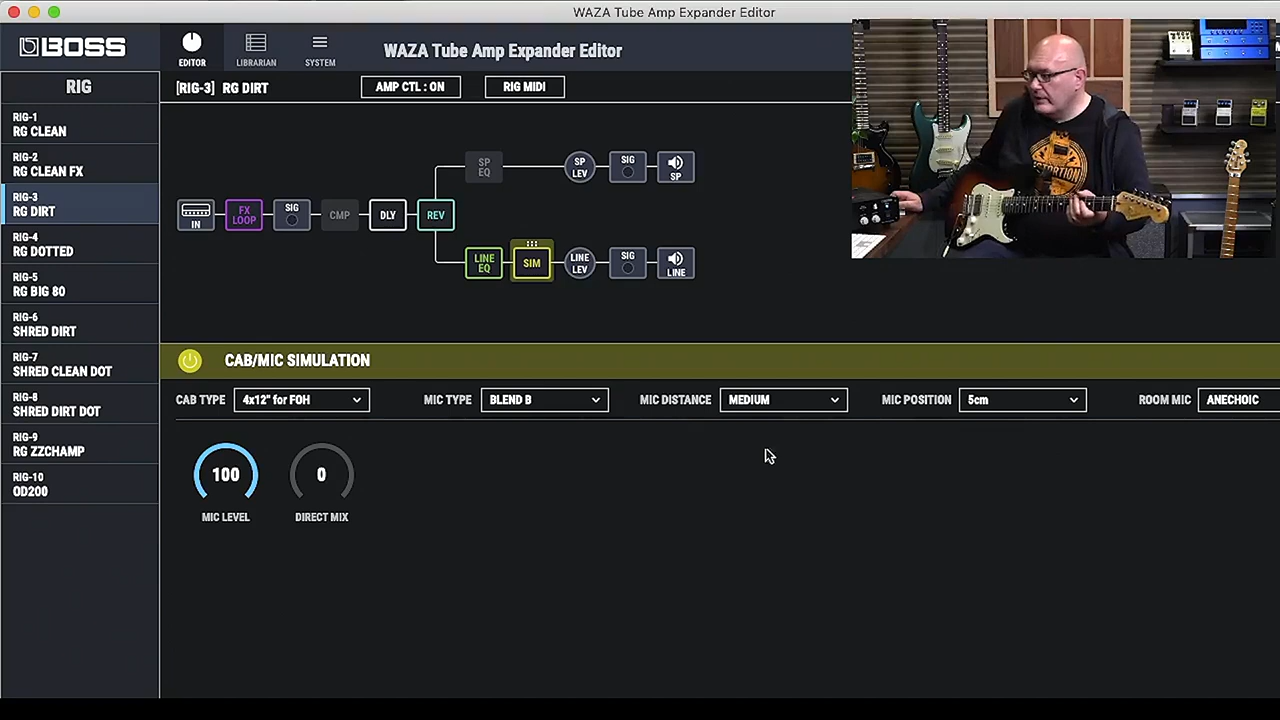 WAZA Tube Amp Expander Editor
BOSS
EDITOR
LIBRARIAN
SYSTEM
WAZA Tube Amp Expander Editor
RIG
[RIG-3] RG DIRT
AMP CTL : ON
RIG MIDI
RIG-1
RG CLEAN
RIG-2
RG CLEAN FX
RIG-3
RG DIRT
RIG-4
RG DOTTED
RIG-5
RG BIG 80
RIG-6
SHRED DIRT
RIG-7
SHRED CLEAN DOT
RIG-8
SHRED DIRT DOT
RIG-9
RG ZZCHAMP
RIG-10
OD200
SP
EQ
SP
LEV
SIG
SP
IN
FX
LOOP
SIG
CMP
DLY
REV
LINE
EQ
SIM
LINE
LEV
SIG
LINE
CAB/MIC SIMULATION
CAB TYPE
4x12" for FOH
MIC TYPE
BLEND B
MIC DISTANCE
MEDIUM
MIC POSITION
5cm
ROOM MIC
ANECHOIC
100
0
MIC LEVEL
DIRECT MIX